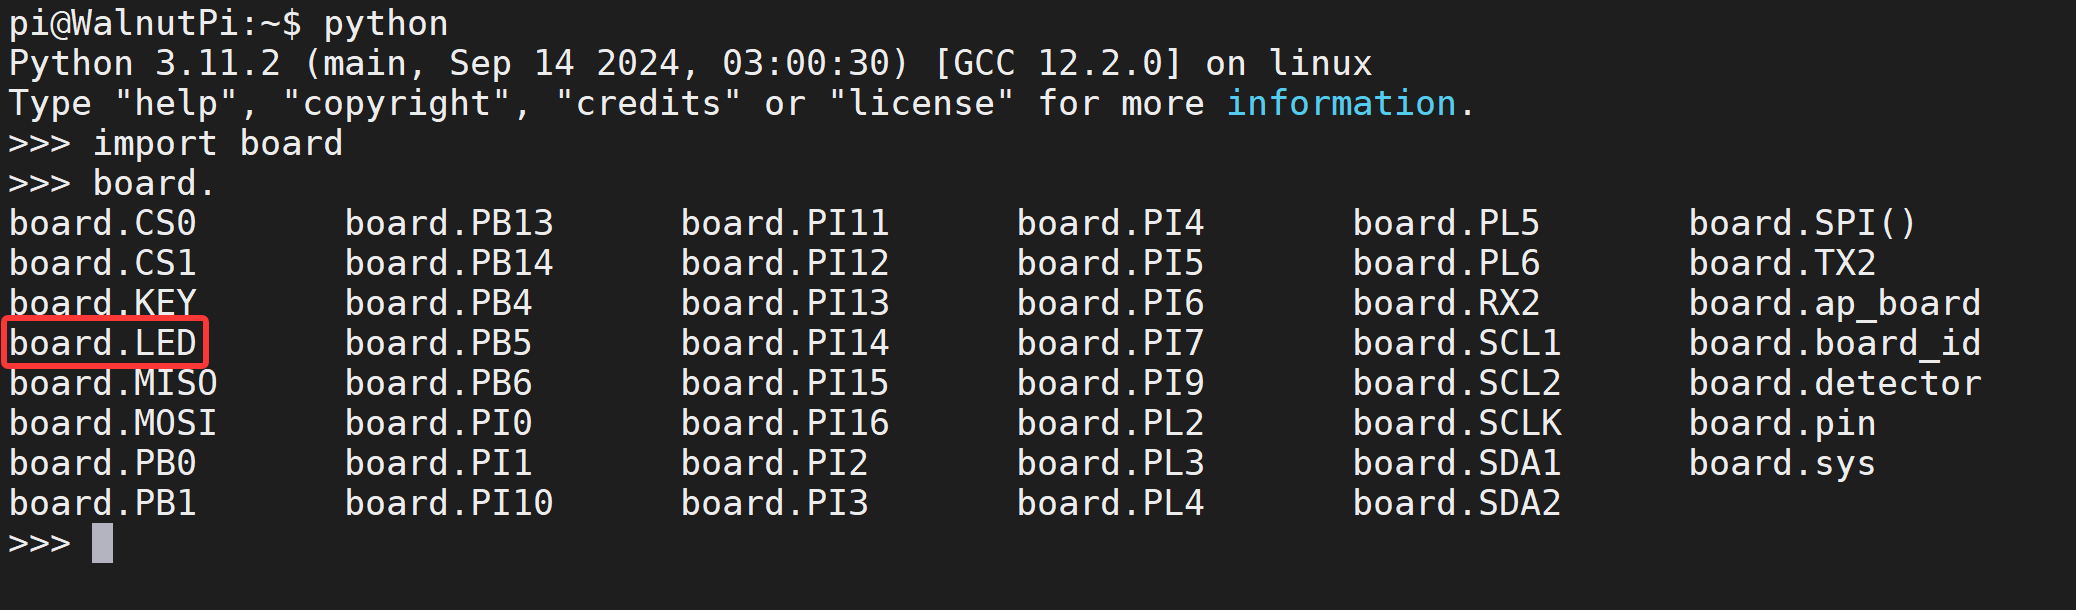 pi@WalnutPi:~$ python
Python 3.11.2 (main, Sep 14 2024, 03:00:30) [GCC 12.2.0] on linux
Type "help", "copyright", "credits" or "license" for more information.
>>> import board
>>> board.
board.CS0       board.PB13      board.PI11      board.PI4       board.PL5       board.SPI()
board.CS1       board.PB14      board.PI12      board.PI5       board.PL6       board.TX2
board.KEY       board.PB4       board.PI13      board.PI6       board.RX2       board.ap_board
board.LED       board.PB5       board.PI14      board.PI7       board.SCL1      board.board_id
board.MISO      board.PB6       board.PI15      board.PI9       board.SCL2      board.detector
board.MOSI      board.PI0       board.PI16      board.PL2       board.SCLK      board.pin
board.PB0       board.PI1       board.PI2       board.PL3       board.SDA1      board.sys
board.PB1       board.PI10      board.PI3       board.PL4       board.SDA2
>>>